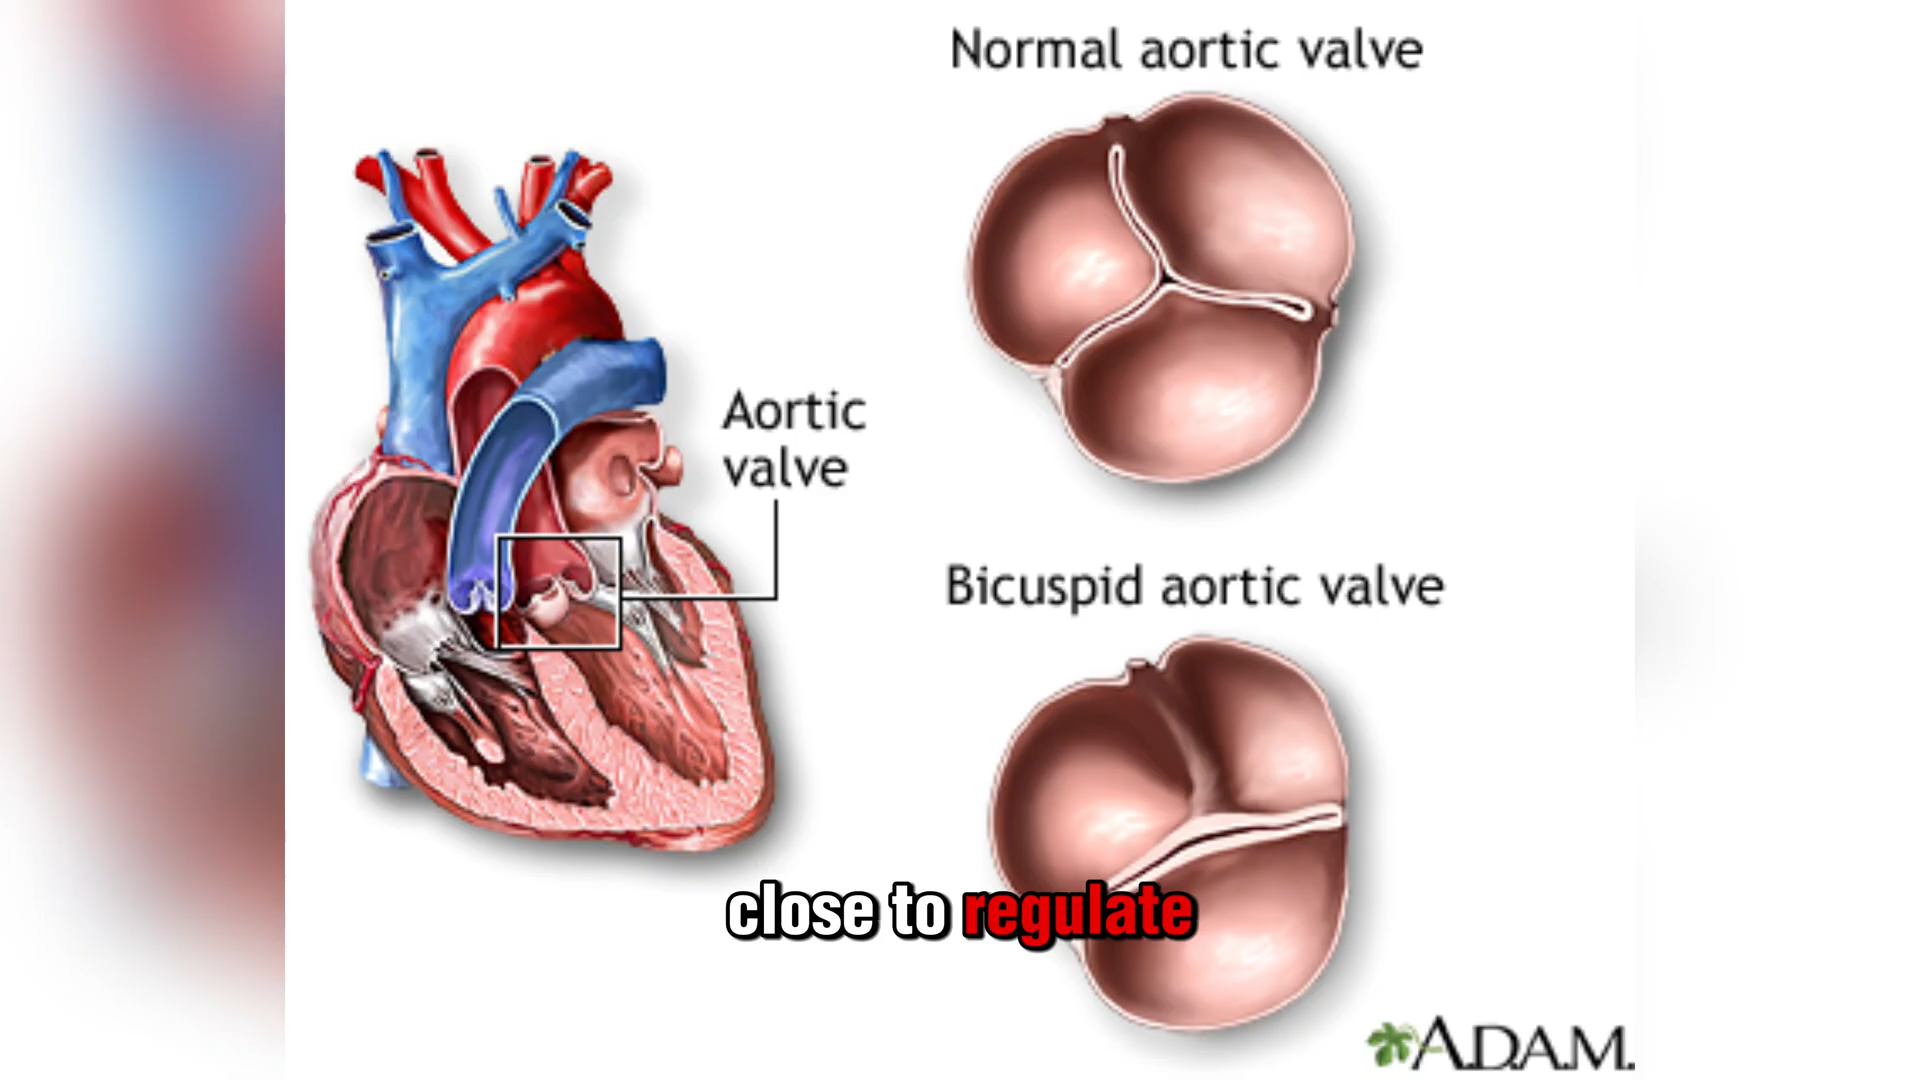 Normal aortic valve
Aortic
valve
Bicuspid aortic valve
close to regulate
A.D.A.M.